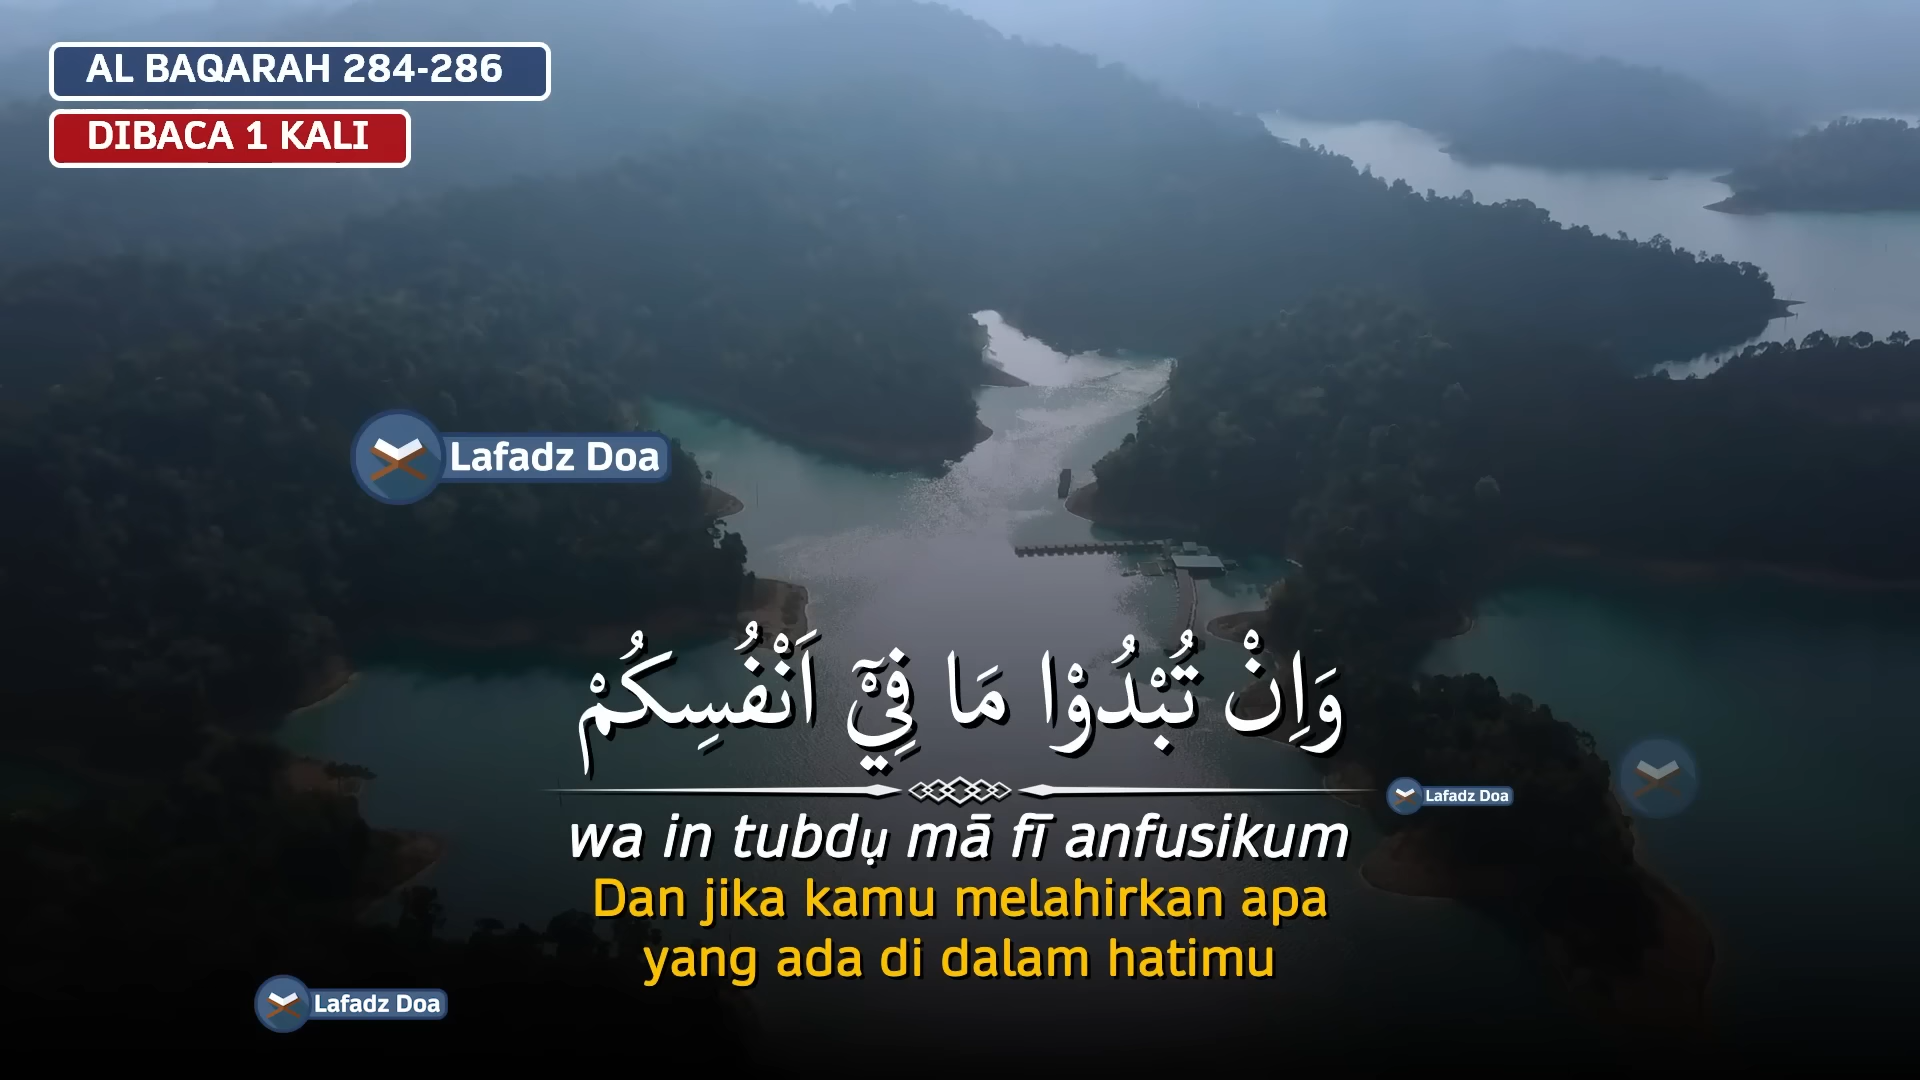 AL BAQARAH 284-286
DIBACA 1 KALI
Lafadz Doa
وَاِنْ تُبْدُوْا مَا فِيْٓ اَنْفُسِكُمْ
Lafadz Doa
wa in tubdụ mā fī anfusikum
Dan jika kamu melahirkan apa
yang ada di dalam hatimu
Lafadz Doa